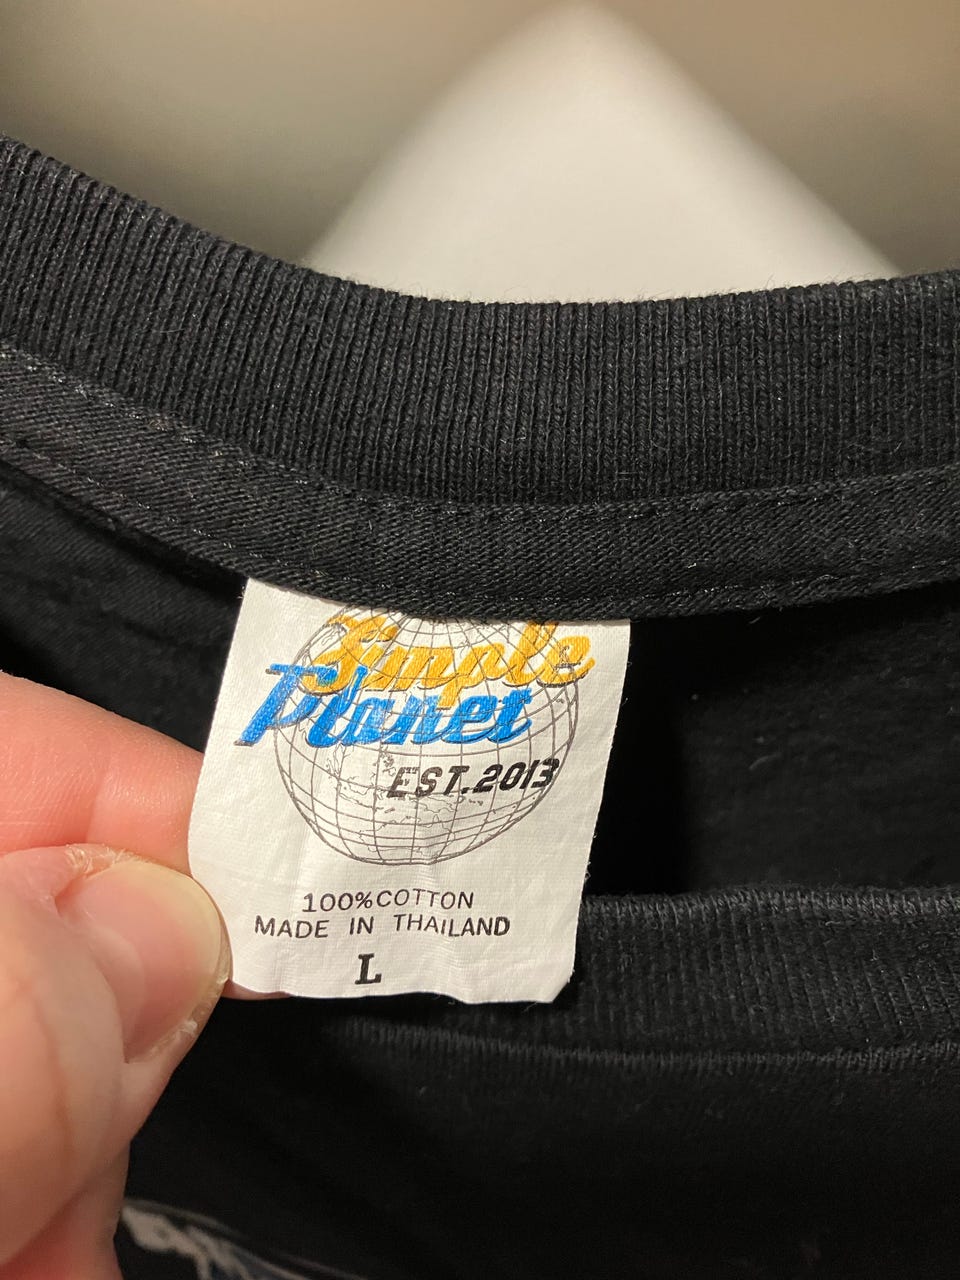 Simple
Planet
EST.2013
100%COTTON
MADE IN THAILAND
L